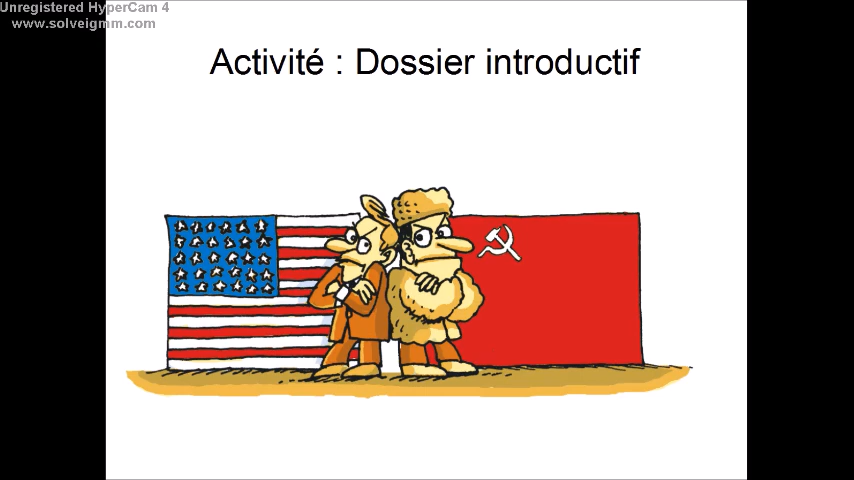 Unregistered HyperCam 4
www.solveigmm.com
Activité : Dossier introductif